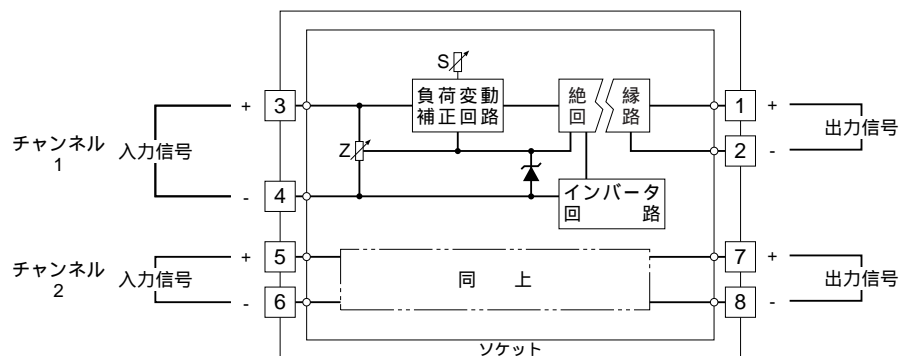 S
負荷変動
補正回路
絶縁
回路
+ 3
1 +
チャンネル
1
入力信号
Z
2 -
出力信号
- 4
インバータ
回路
チャンネル
2
入力信号
+ 5
- 6
同上
7 +
8 -
出力信号
ソケット